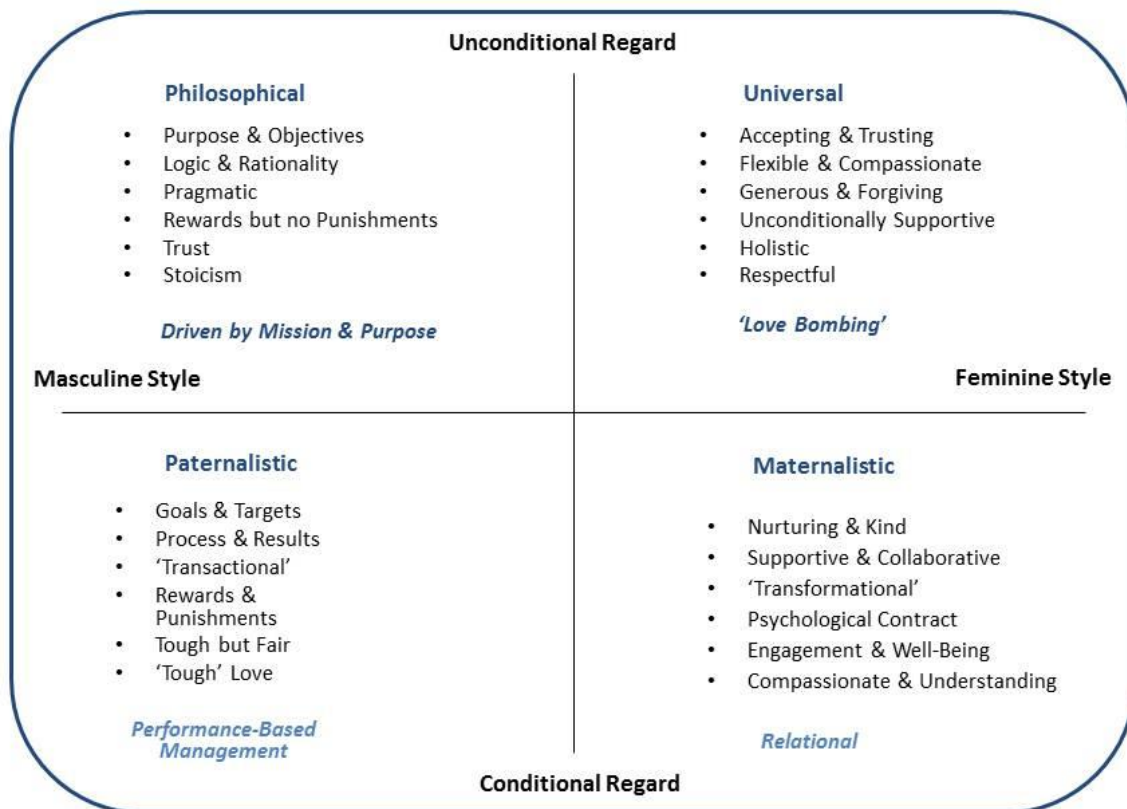 Unconditional Regard
Philosophical
• Purpose & Objectives
• Logic & Rationality
• Pragmatic
• Rewards but no Punishments
• Trust
• Stoicism
Driven by Mission & Purpose
Universal
• Accepting & Trusting
• Flexible & Compassionate
• Generous & Forgiving
• Unconditionally Supportive
• Holistic
• Respectful
‘Love Bombing’
Masculine Style
Feminine Style
Paternalistic
• Goals & Targets
• Process & Results
• ‘Transactional’
• Rewards &
Punishments
• Tough but Fair
• ‘Tough’ Love
Performance-Based
Management
Maternalistic
• Nurturing & Kind
• Supportive & Collaborative
• ‘Transformational’
• Psychological Contract
• Engagement & Well-Being
• Compassionate & Understanding
Relational
Conditional Regard